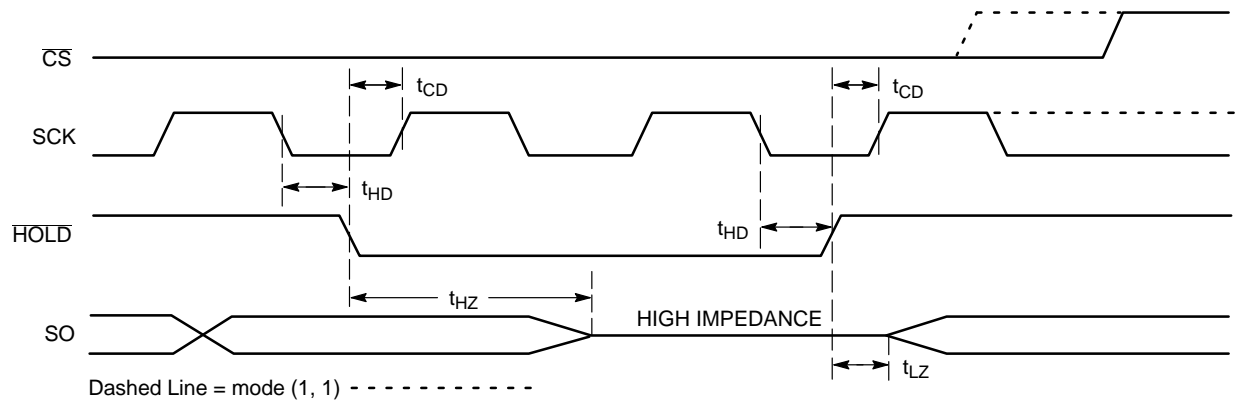 CS
tCD
tCD
SCK
tHD
HOLD
tHD
tHZ
HIGH IMPEDANCE
SO
tLZ
Dashed Line = mode (1, 1)